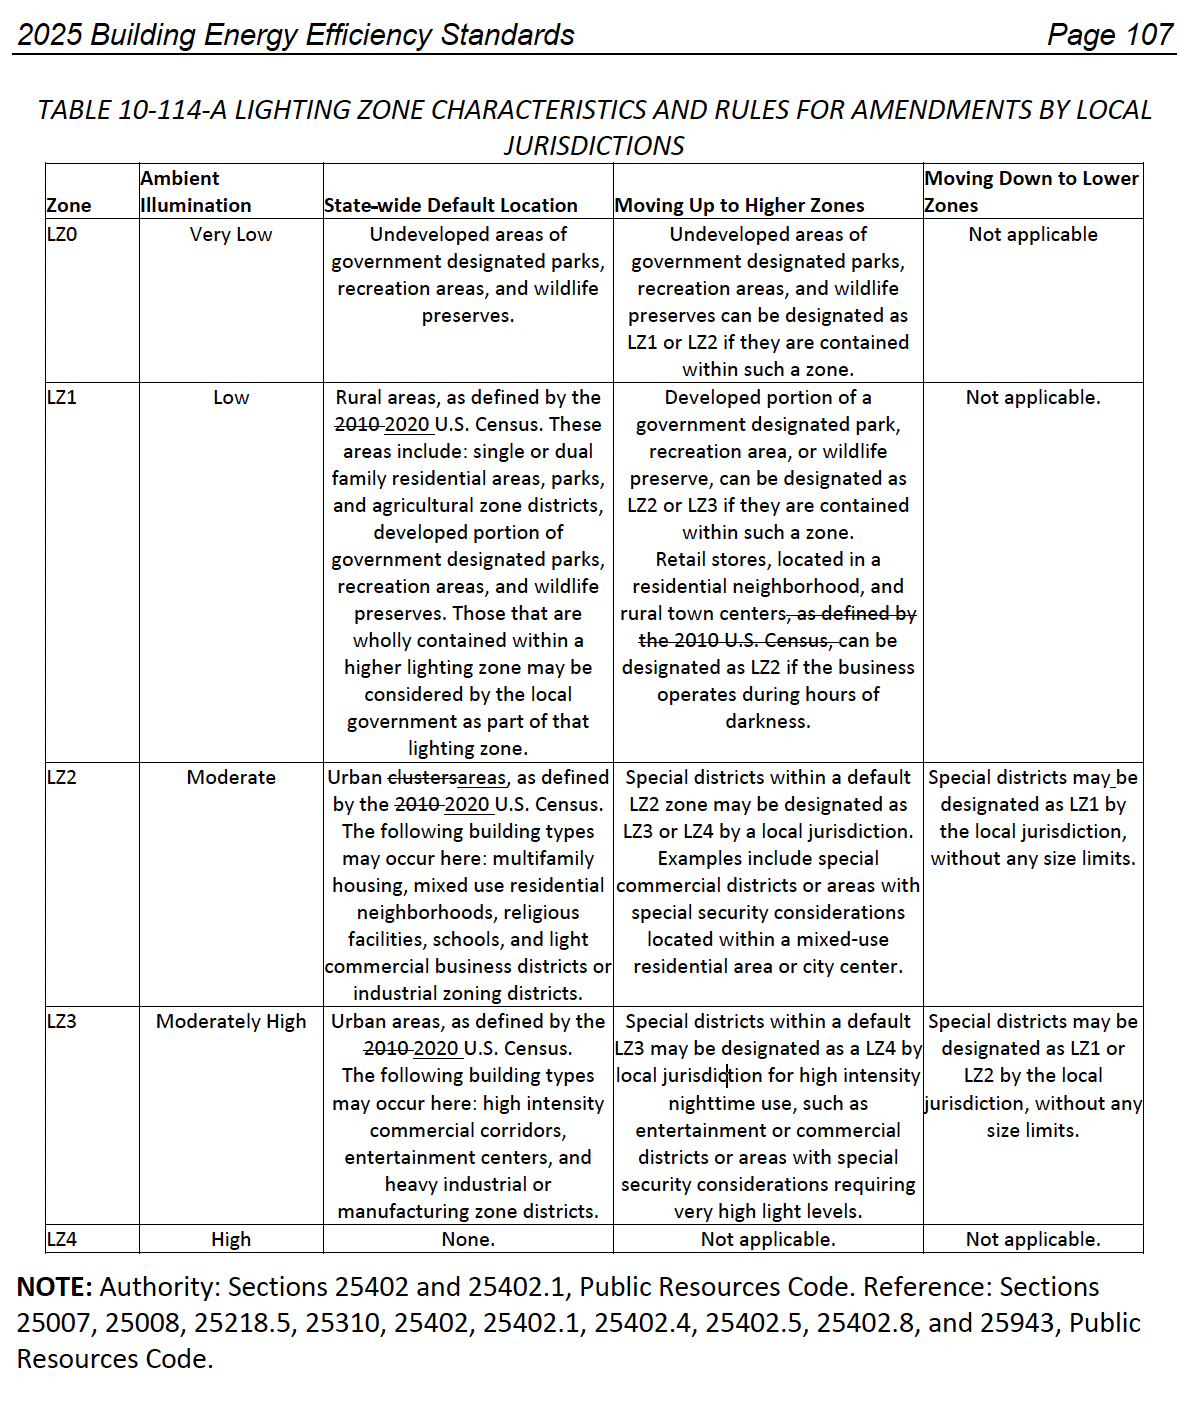 2025 Building Energy Efficiency Standards Page 107
TABLE 10-114-A LIGHTING ZONE CHARACTERISTICS AND RULES FOR AMENDMENTS BY LOCAL
JURISDICTIONS
Zone
Ambient
Illumination
State-wide Default Location
Moving Up to Higher Zones
Moving Down to Lower
Zones
LZ0
Very Low
Undeveloped areas of
government designated parks,
recreation areas, and wildlife
preserves.
Undeveloped areas of
government designated parks,
recreation areas, and wildlife
preserves can be designated as
LZ1 or LZ2 if they are contained
within such a zone.
Not applicable
LZ1
Low
Rural areas, as defined by the
2010 2020 U.S. Census. These
areas include: single or dual
family residential areas, parks,
and agricultural zone districts,
developed portion of
government designated parks,
recreation areas, and wildlife
preserves. Those that are
wholly contained within a
higher lighting zone may be
considered by the local
government as part of that
lighting zone.
Developed portion of a
government designated park,
recreation area, or wildlife
preserve, can be designated as
LZ2 or LZ3 if they are contained
within such a zone.
Retail stores, located in a
residential neighborhood, and
rural town centers, as defined by
the 2010 U.S. Census, can be
designated as LZ2 if the business
operates during hours of
darkness.
Not applicable.
LZ2
Moderate
Urban clustersareas, as defined
by the 2010 2020 U.S. Census.
The following building types
may occur here: multifamily
housing, mixed use residential
neighborhoods, religious
facilities, schools, and light
commercial business districts or
industrial zoning districts.
Special districts within a default
LZ2 zone may be designated as
LZ3 or LZ4 by a local jurisdiction.
Examples include special
commercial districts or areas with
special security considerations
located within a mixed-use
residential area or city center.
Special districts may be
designated as LZ1 by
the local jurisdiction,
without any size limits.
LZ3
Moderately High
Urban areas, as defined by the
2010 2020 U.S. Census.
The following building types
may occur here: high intensity
commercial corridors,
entertainment centers, and
heavy industrial or
manufacturing zone districts.
Special districts within a default
LZ3 may be designated as a LZ4 by
local jurisdiction for high intensity
nighttime use, such as
entertainment or commercial
districts or areas with special
security considerations requiring
very high light levels.
Special districts may be
designated as LZ1 or
LZ2 by the local
jurisdiction, without any
size limits.
LZ4
High
None.
Not applicable.
Not applicable.
NOTE: Authority: Sections 25402 and 25402.1, Public Resources Code. Reference: Sections
25007, 25008, 25218.5, 25310, 25402, 25402.1, 25402.4, 25402.5, 25402.8, and 25943, Public
Resources Code.